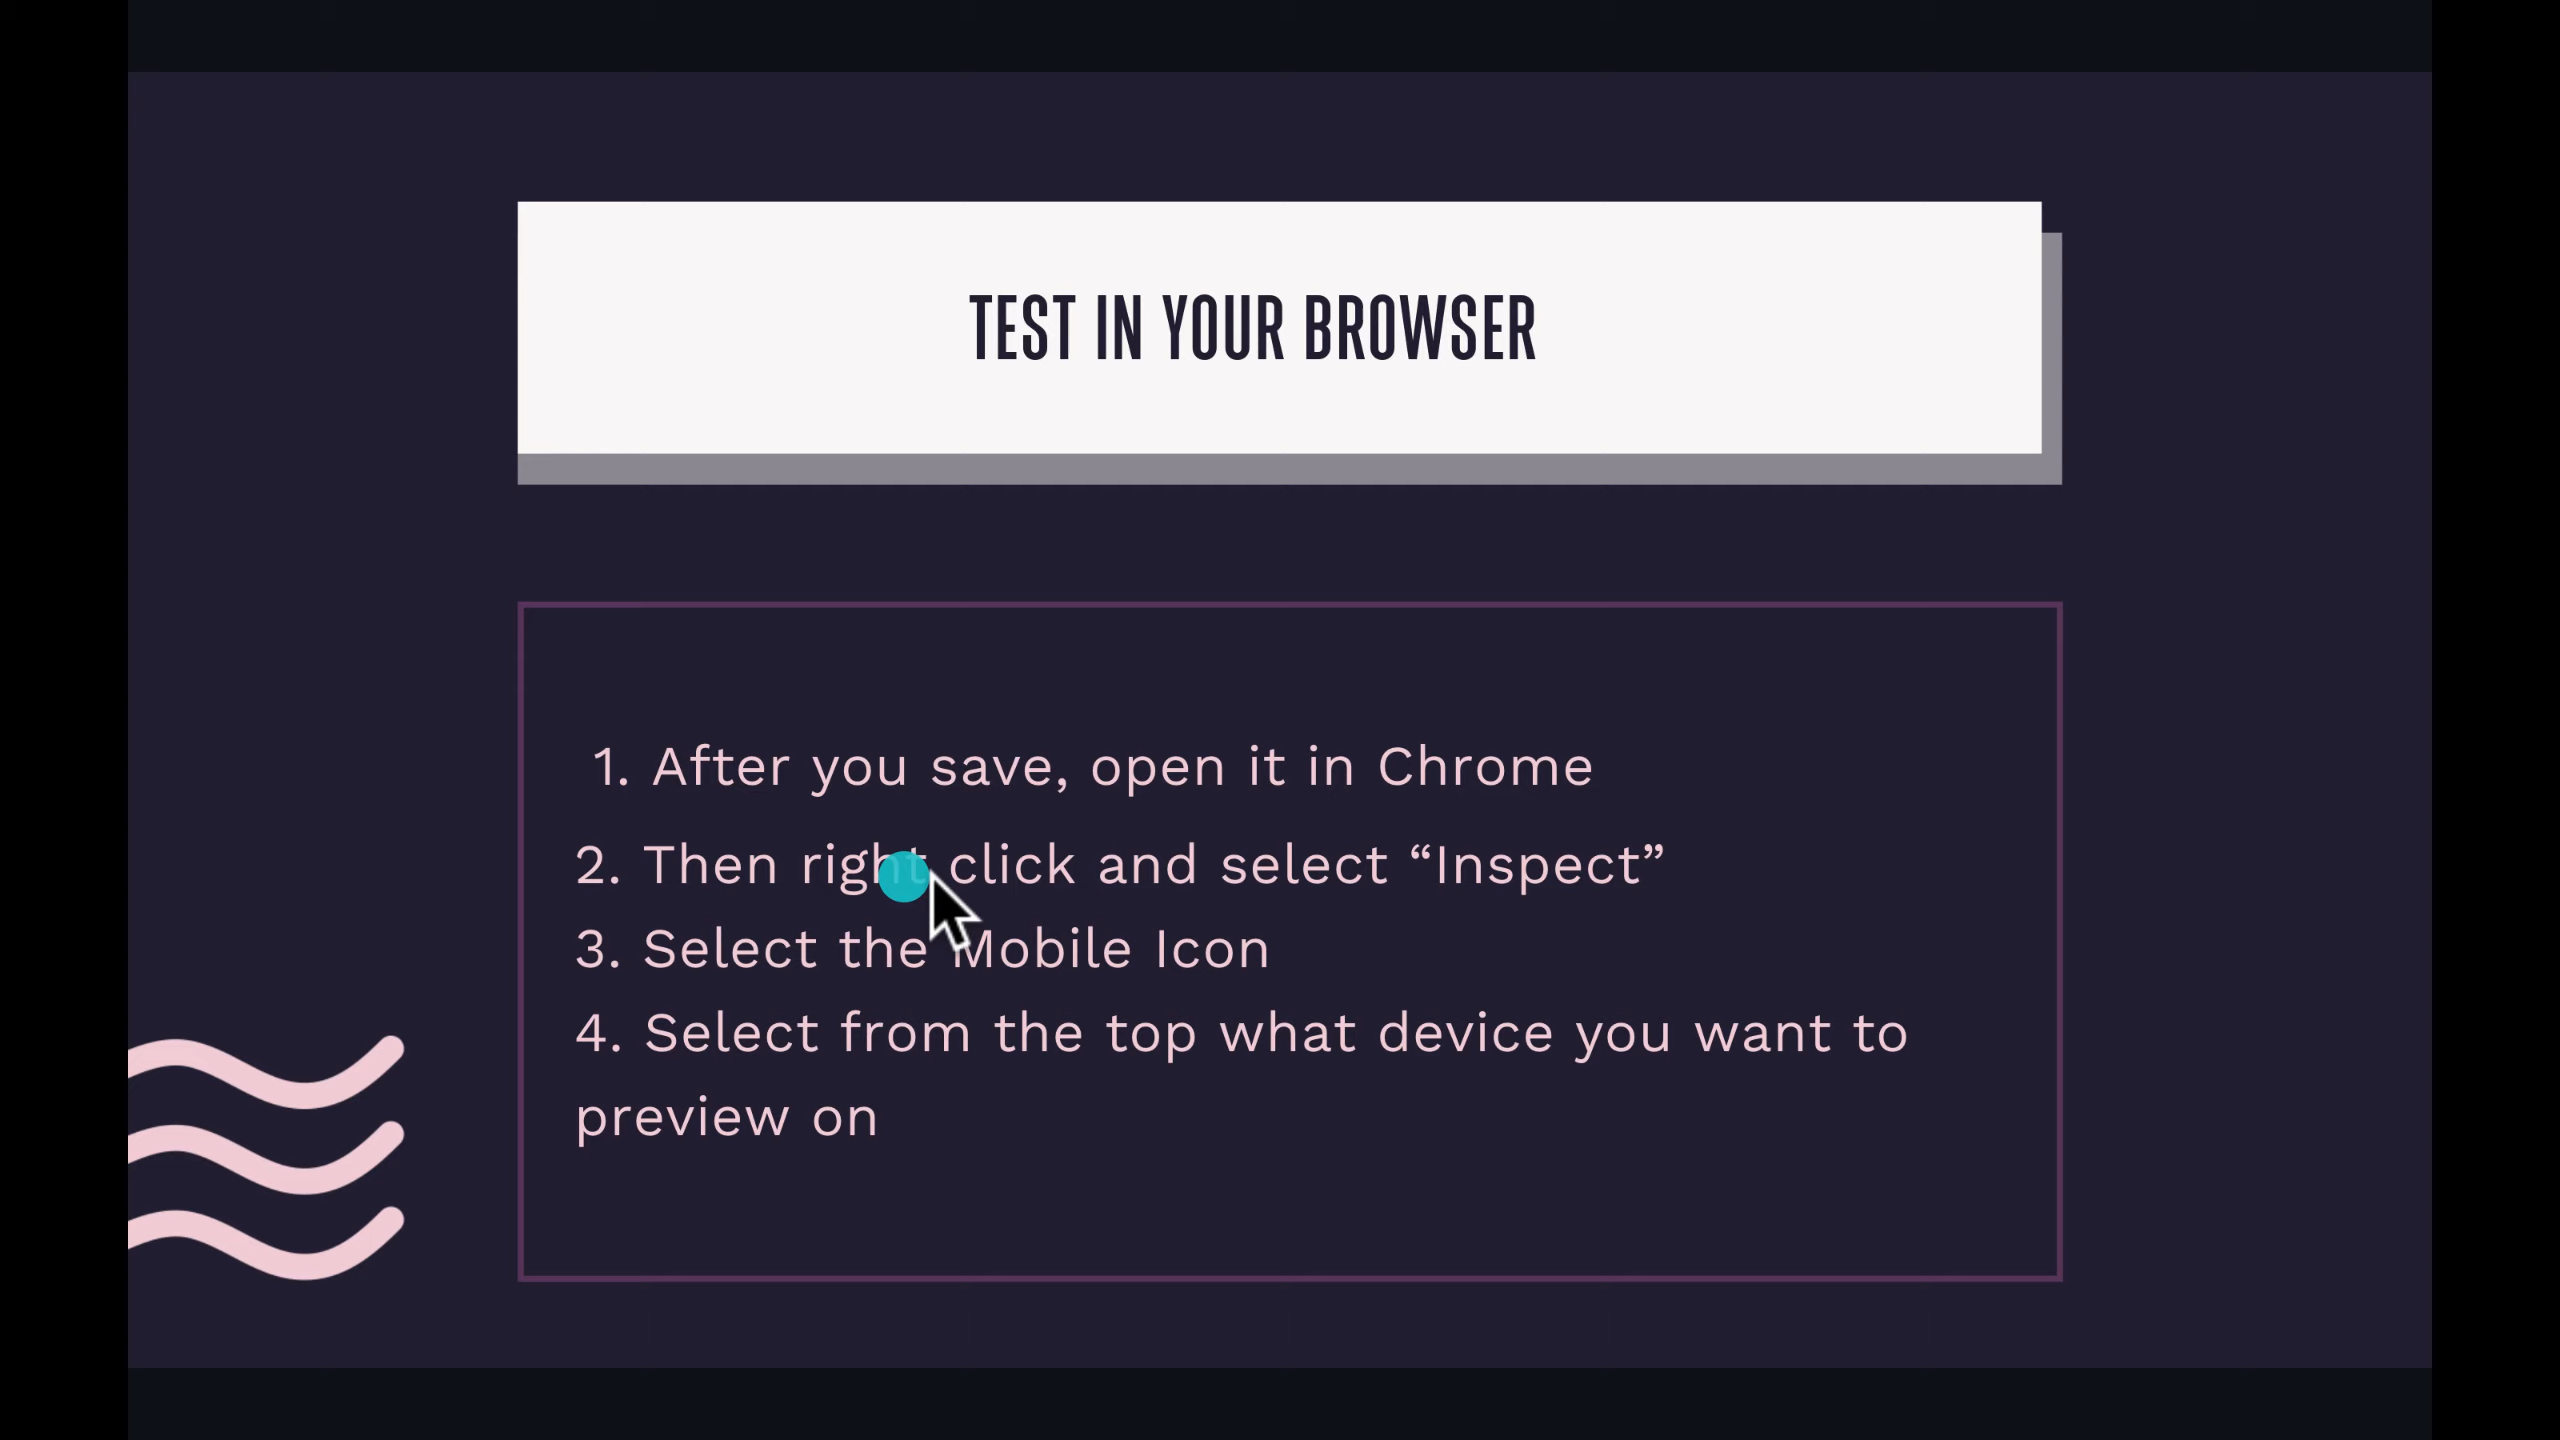 TEST IN YOUR BROWSER
1. After you save, open it in Chrome
2. Then right click and select “Inspect”
3. Select the Mobile Icon
4. Select from the top what device you want to
preview on